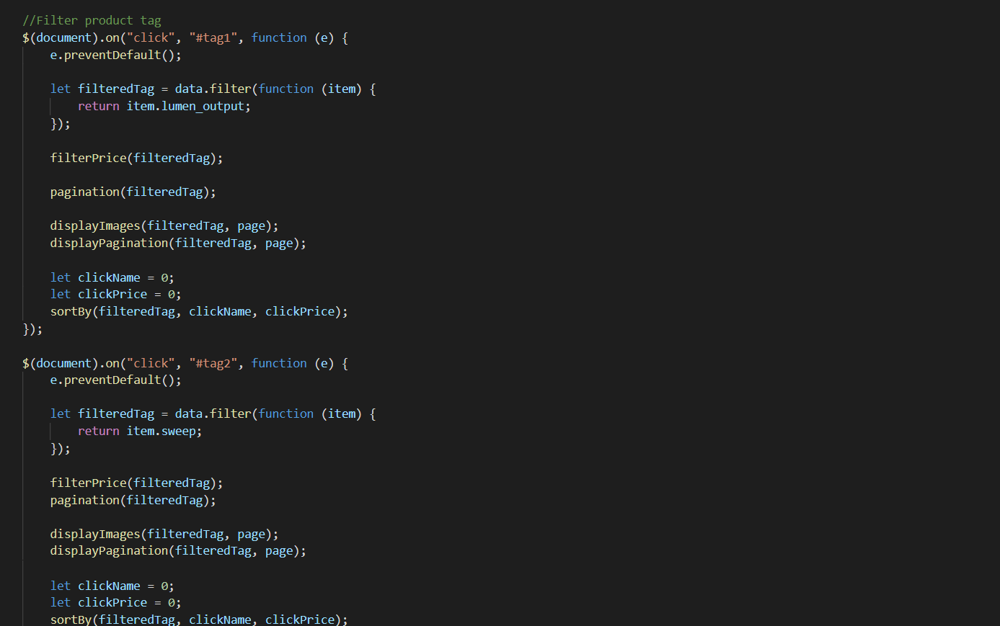 //Filter product tag
$(document).on("click", "#tag1", function (e) {
    e.preventDefault();

    let filteredTag = data.filter(function (item) {
        return item.lumen_output;
    });

    filterPrice(filteredTag);

    pagination(filteredTag);

    displayImages(filteredTag, page);
    displayPagination(filteredTag, page);

    let clickName = 0;
    let clickPrice = 0;
    sortBy(filteredTag, clickName, clickPrice);
});

$(document).on("click", "#tag2", function (e) {
    e.preventDefault();

    let filteredTag = data.filter(function (item) {
        return item.sweep;
    });

    filterPrice(filteredTag);
    pagination(filteredTag);

    displayImages(filteredTag, page);
    displayPagination(filteredTag, page);

    let clickName = 0;
    let clickPrice = 0;
    sortBy(filteredTag, clickName, clickPrice);